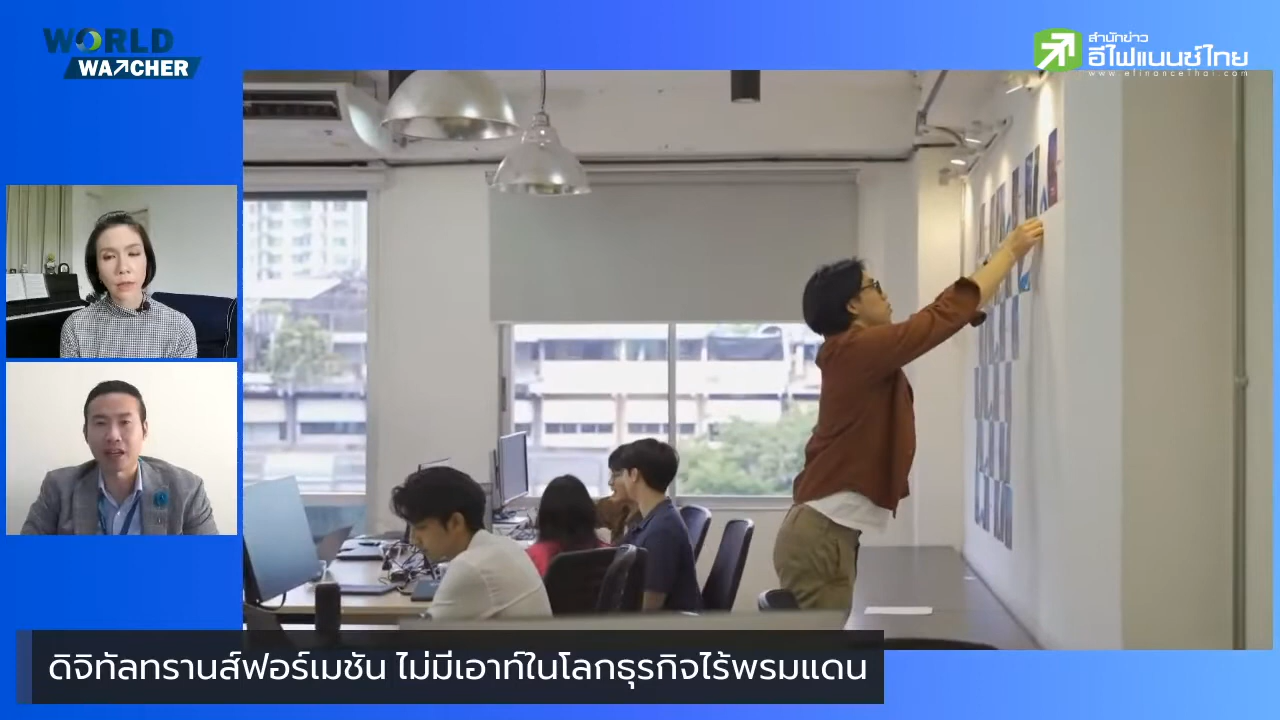 WORLD
WATCHER
สำนักข่าว
อีไฟแนนซ์ไทย
www.efinanceThai.com
ดิจิทัลทรานส์ฟอร์เมชัน ไม่มีเอาท์ในโลกธุรกิจไร้พรมแดน